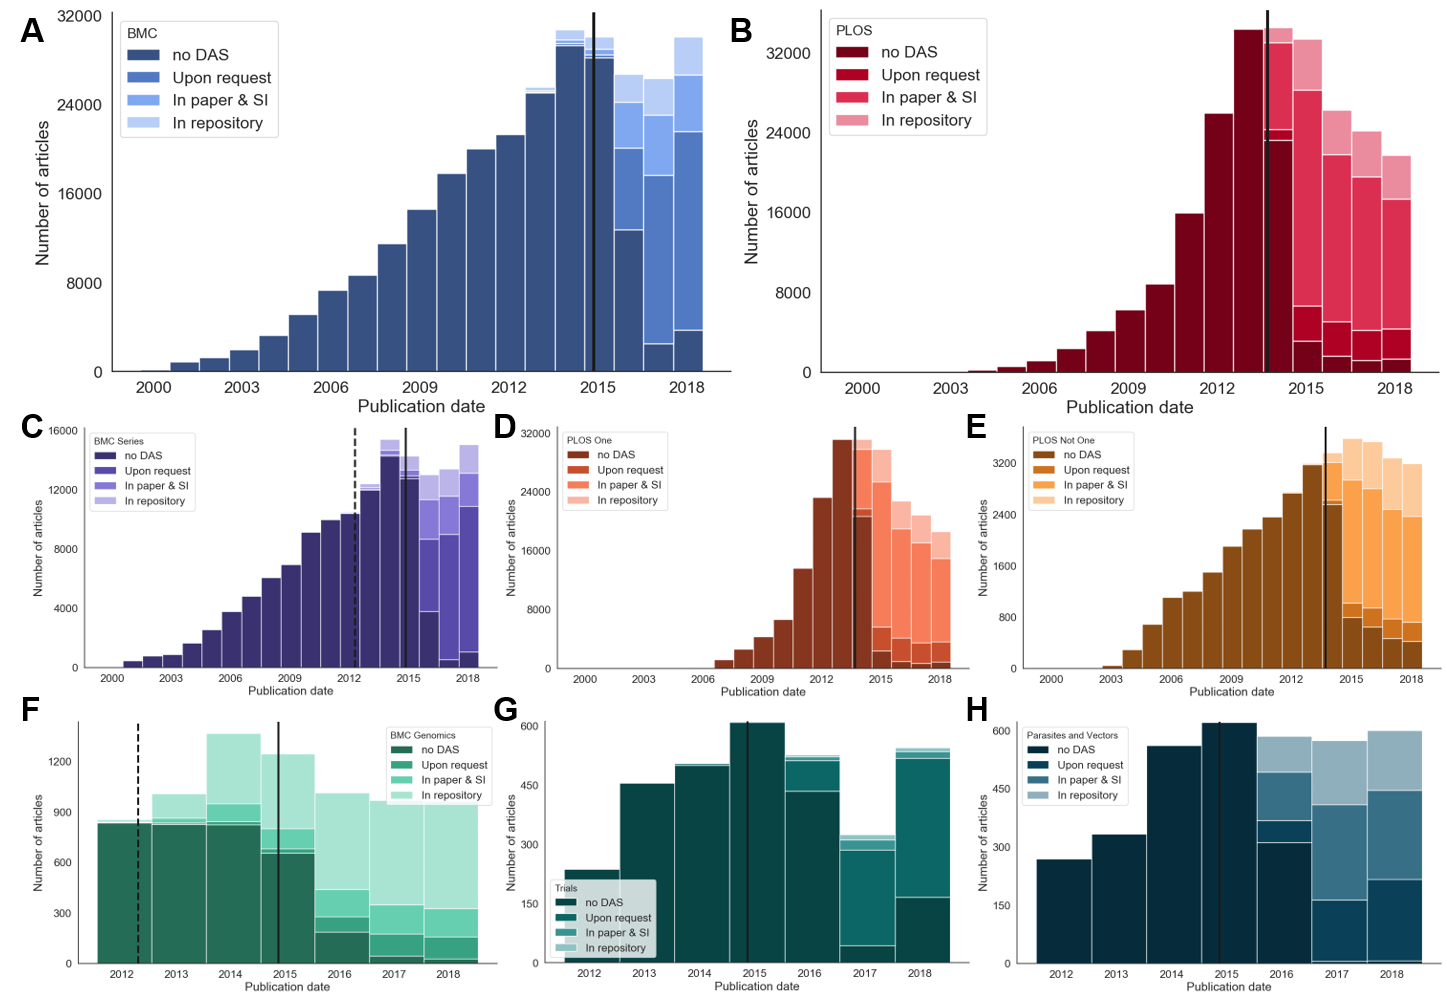 A
BMC
no DAS
Upon request
In paper & SI
In repository
32000
24000
16000
8000
0
Number of articles
2000 2003 2006 2009 2012 2015 2018
Publication date
B
PLOS
no DAS
Upon request
In paper & SI
In repository
32000
24000
16000
8000
0
Number of articles
2000 2003 2006 2009 2012 2015 2018
Publication date
C
BMC Series
no DAS
Upon request
In paper & SI
In repository
16000
12000
8000
4000
0
Number of articles
2000 2003 2006 2009 2012 2015 2018
Publication date
D
PLOS One
no DAS
Upon request
In paper & SI
In repository
32000
24000
16000
8000
0
Number of articles
2000 2003 2006 2009 2012 2015 2018
Publication date
E
PLOS Not One
no DAS
Upon request
In paper & SI
In repository
3200
2400
1600
800
0
Number of articles
2000 2003 2006 2009 2012 2015 2018
Publication date
F
BMC Genomics
no DAS
Upon request
In paper & SI
In repository
1200
900
600
300
0
Number of articles
2012 2013 2014 2015 2016 2017 2018
Publication date
G
600
450
300
150
0
Number of articles
Trials
no DAS
Upon request
In paper & SI
In repository
2012 2013 2014 2015 2016 2017 2018
Publication date
H
Parasites and Vectors
no DAS
Upon request
In paper & SI
In repository
600
450
300
150
0
Number of articles
2012 2013 2014 2015 2016 2017 2018
Publication date